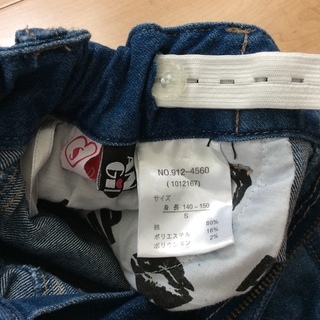 NO.912-4560
(1012167)
サイズ
身 長 140-150
S
綿 80%
ポリエステル 18%
ポリウレタン 2%